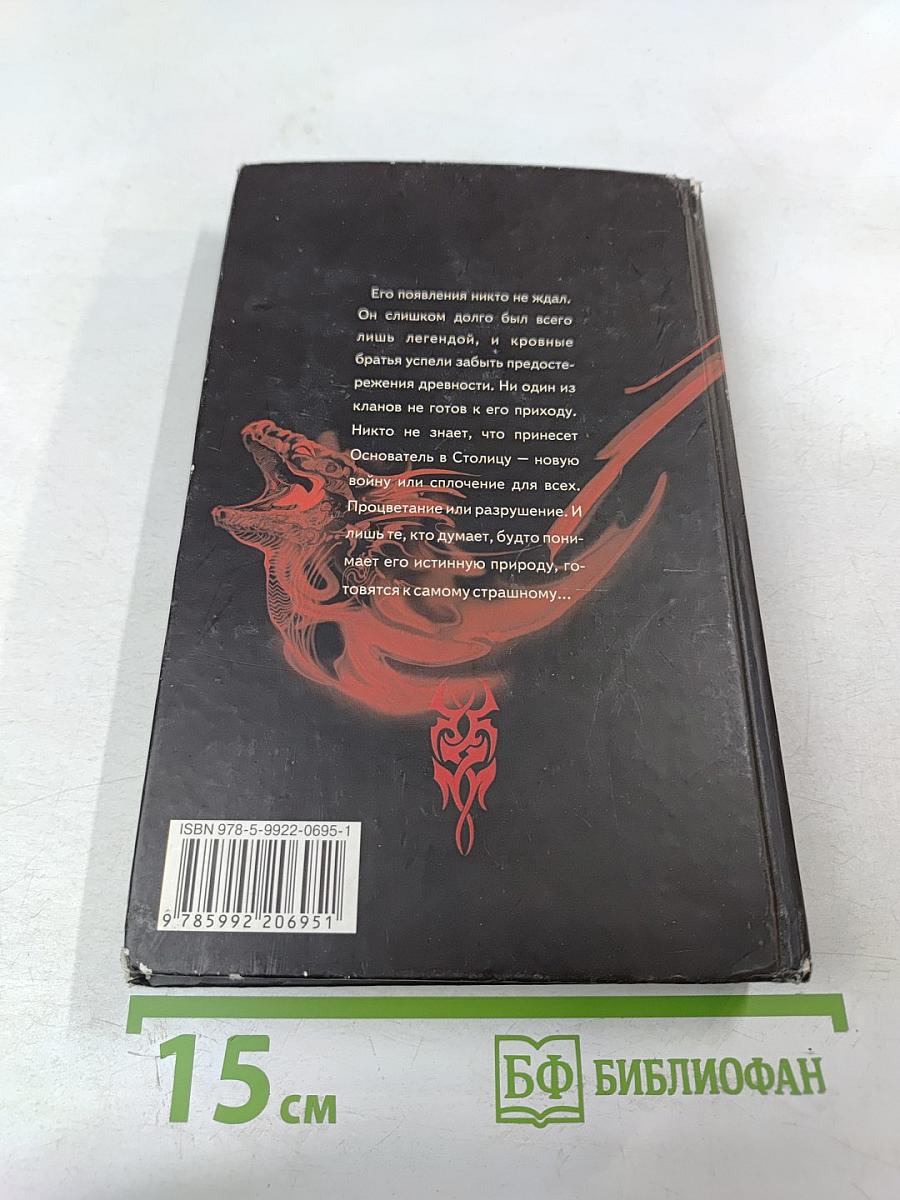 Его появления никто не ждал.
Он слишком долго был всего
лишь легендой, и кровные
братья успели забыть предосте-
режения древности. Ни один из
кланов не готов к его приходу.
Никто не знает, что принесет
Основатель в Столицу — новую
войну или сплочение для всех.
Процветание или разрушение. И
лишь те, кто думает, будто пони-
мает его истинную природу, го-
товятся к самому страшному...
ISBN 978-5-9922-0695-1
9 785992 206951
15 см
БФ БИБЛИОФАН